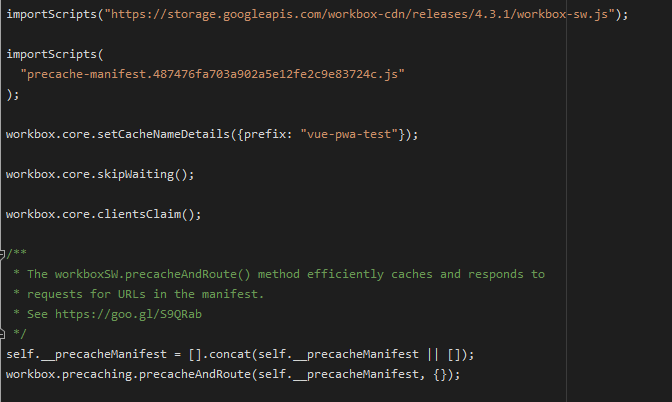 importScripts("https://storage.googleapis.com/workbox-cdn/releases/4.3.1/workbox-sw.js");
importScripts(
"precache-manifest.487476fa703a902a5e12fe2c9e83724c.js"
);
workbox.core.setCacheNameDetails({prefix: "vue-pwa-test"});
workbox.core.skipWaiting();
workbox.core.clientsClaim();
/**
* The workboxSW.precacheAndRoute() method efficiently caches and responds to
* requests for URLs in the manifest.
* See https://goo.gl/S9QRab
*/
self.__precacheManifest = [].concat(self.__precacheManifest || []);
workbox.precaching.precacheAndRoute(self.__precacheManifest, {});